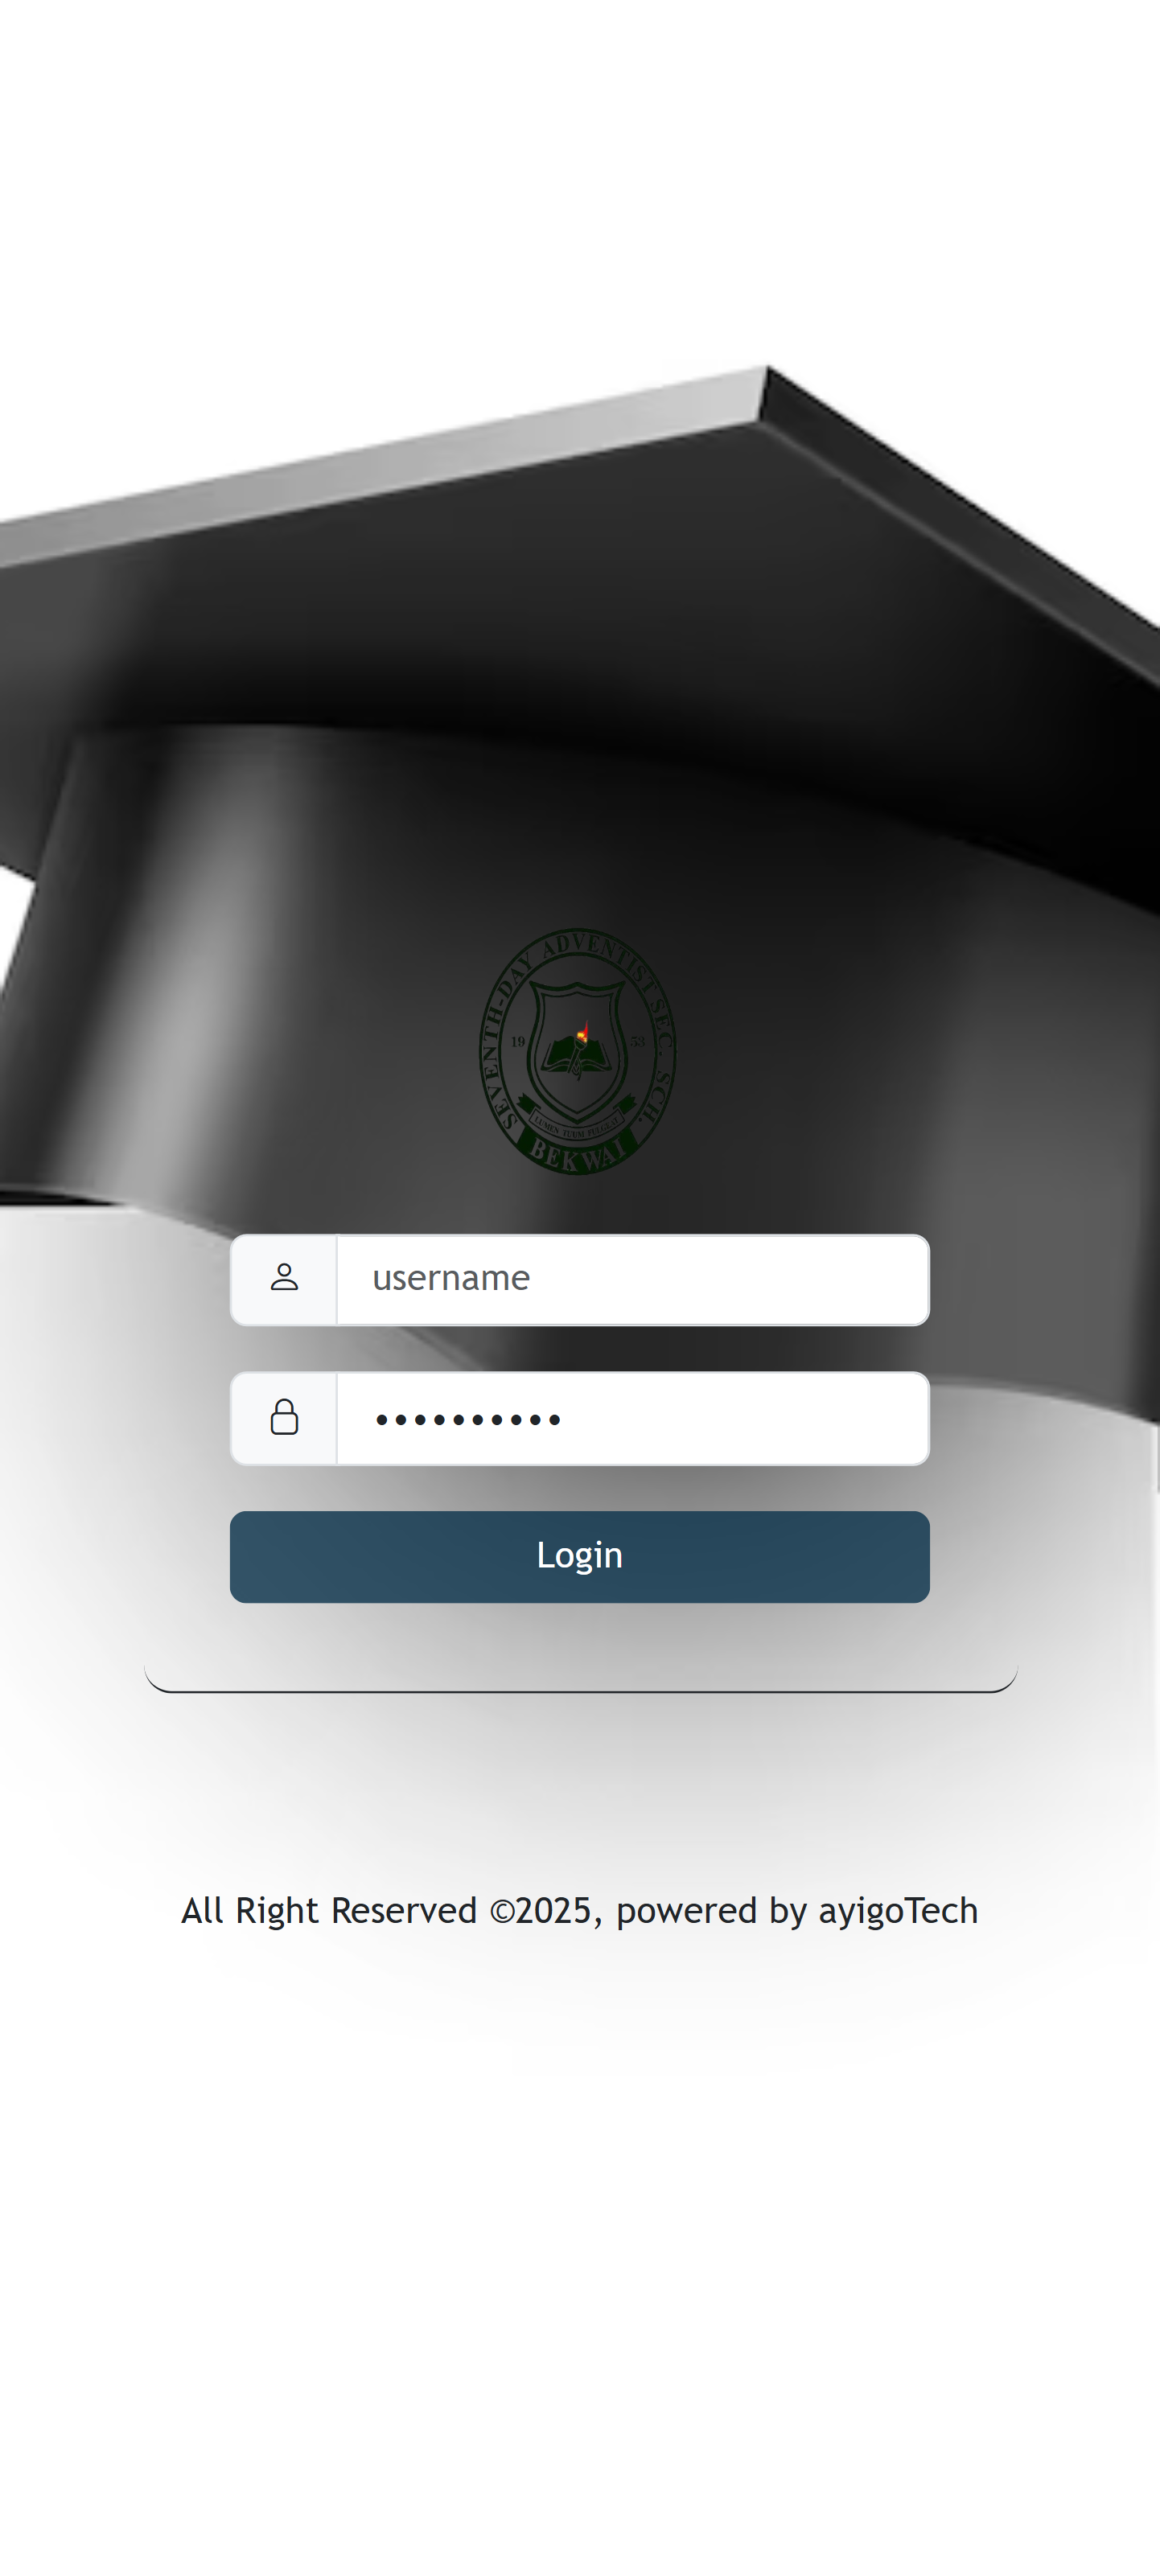 SEVENTH-DAY ADVENTIST SEC. SCH.
19 53
LUMEN TUUM FULGEAT
BEKWAI
username
Login
All Right Reserved ©2025, powered by ayigoTech